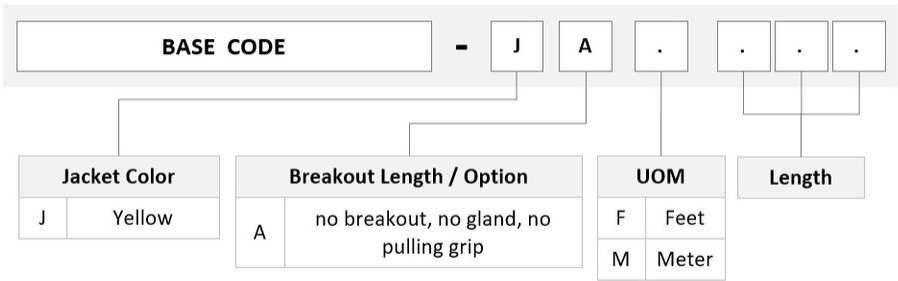 BASE CODE - J A . . . .
Jacket Color
J Yellow
Breakout Length / Option
A no breakout, no gland, no
pulling grip
UOM
F Feet
M Meter
Length